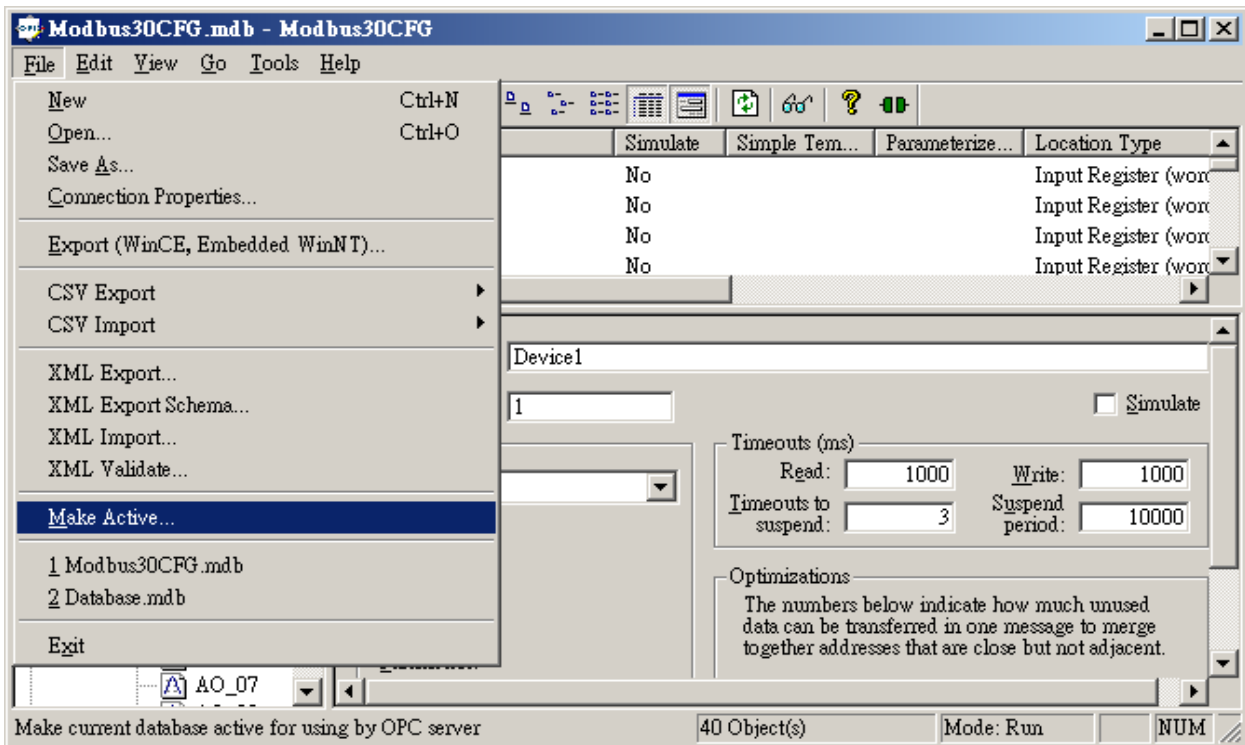 Modbus30CFG.mdb - Modbus30CFG
File Edit View Go Tools Help
New Ctrl+N
Open... Ctrl+O
Save As...
Connection Properties...
Export (WinCE, Embedded WinNT)...
CSV Export
CSV Import
XML Export...
XML Export Schema...
XML Import...
XML Validate...
Make Active...
1 Modbus30CFG.mdb
2 Database.mdb
Exit
AO_07
Simulate Simple Tem... Parameterize... Location Type
No Input Register (word
No Input Register (word
No Input Register (word
No Input Register (word
Device1
1 Simulate
Timeouts (ms)
Read: 1000 Write: 1000
Timeouts to suspend: 3 Suspend period: 10000
Optimizations
The numbers below indicate how much unused
data can be transferred in one message to merge
together addresses that are close but not adjacent.
Make current database active for using by OPC server 40 Object(s) Mode: Run NUM